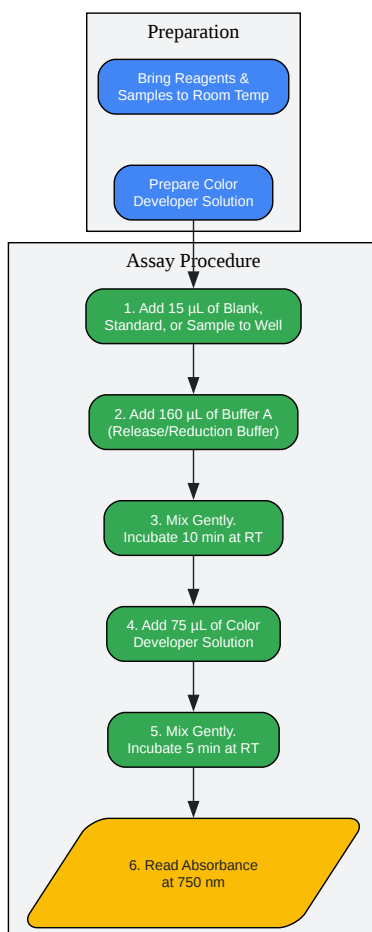 Preparation
Bring Reagents &
Samples to Room Temp
Prepare Color
Developer Solution
Assay Procedure
1. Add 15 µL of Blank,
Standard, or Sample to Well
2. Add 160 µL of Buffer A
(Release/Reduction Buffer)
3. Mix Gently.
Incubate 10 min at RT
4. Add 75 µL of Color
Developer Solution
5. Mix Gently.
Incubate 5 min at RT
6. Read Absorbance
at 750 nm